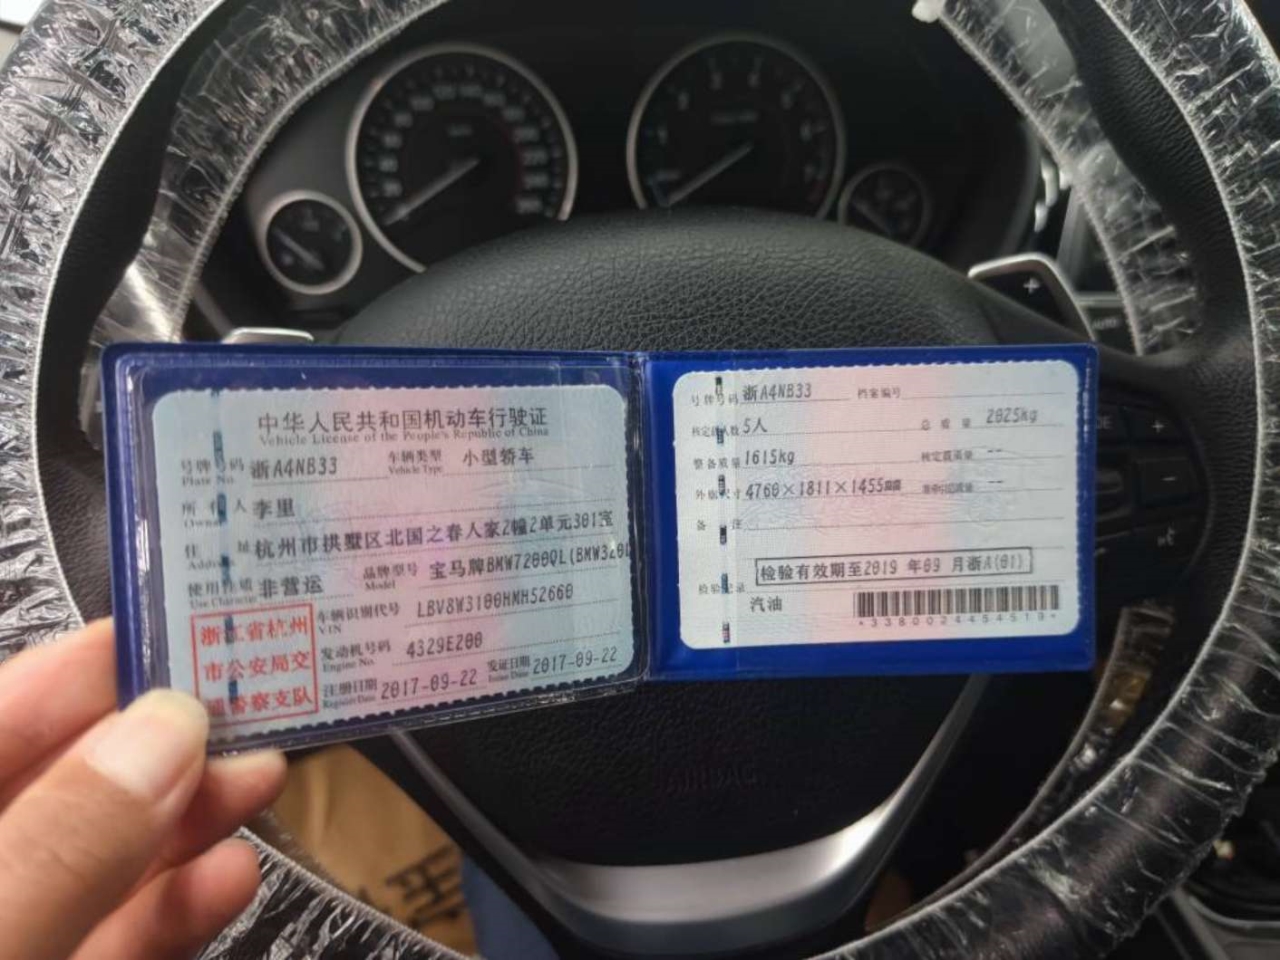 中华人民共和国机动车行驶证
Vehicle License of the People's Republic of China
号牌号码 浙A4NB33 车辆类型 小型轿车
Plate No. Vehicle Type
所有人 李里
Owner
住址 杭州市拱墅区北国之春人家2幢2单元301室
Address
使用性质 非营运 品牌型号 宝马牌BMW7200QL(BMW320
Use Character Model
车辆识别代号 LBV8W3100HMH52660
VIN
发动机号码 4329E200
Engine No.
注册日期 2017-09-22 发证日期 2017-09-22
Register Date Issue Date
浙江省杭州
市公安局交
通警察支队
号牌号码 浙A4NB33 档案编号
核定载人数 5人 总质量 2025kg
整备质量 1615kg 核定载质量 --
外廓尺寸 4760×1811×1455mm 准牵引总质量 --
备注
检验有效期至2019 年09 月浙A(01)
检验记录
汽油
*3380024454519*
AIRBAG
AUTO